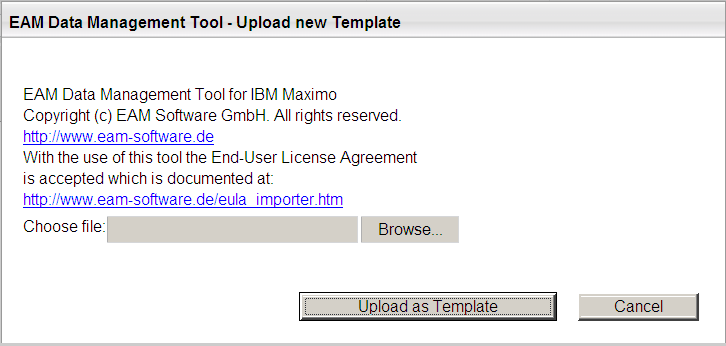 EAM Data Management Tool - Upload new Template
EAM Data Management Tool for IBM Maximo
Copyright (c) EAM Software GmbH. All rights reserved.
http://www.eam-software.de
With the use of this tool the End-User License Agreement
is accepted which is documented at:
http://www.eam-software.de/eula_importer.htm
Choose file: Browse...
Upload as Template Cancel